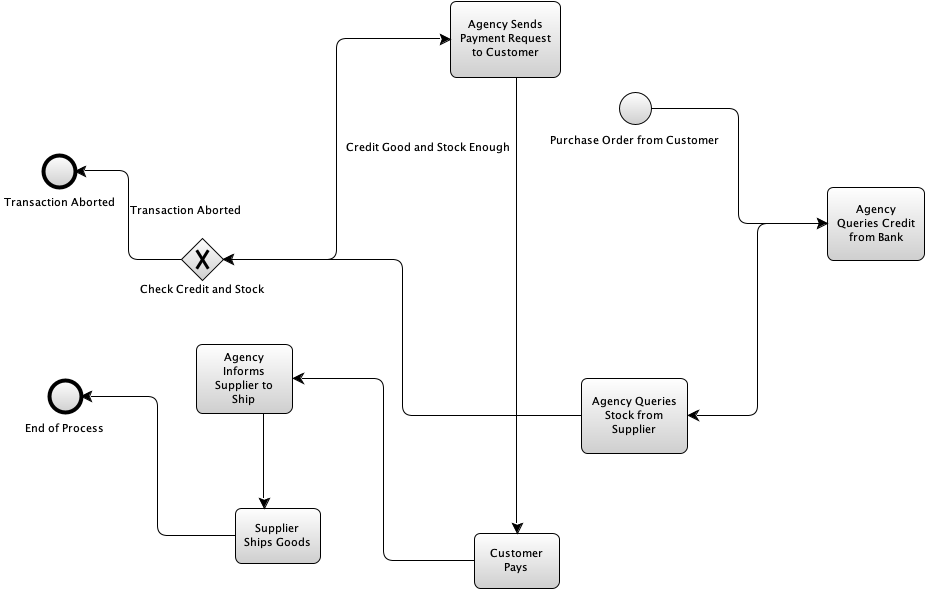 Agency Sends
Payment Request
to Customer
Purchase Order from Customer
Credit Good and Stock Enough
Transaction Aborted
Transaction Aborted
Agency
Queries Credit
from Bank
X
Check Credit and Stock
Agency
Informs
Supplier to
Ship
Agency Queries
Stock from
Supplier
End of Process
Supplier
Ships Goods
Customer
Pays